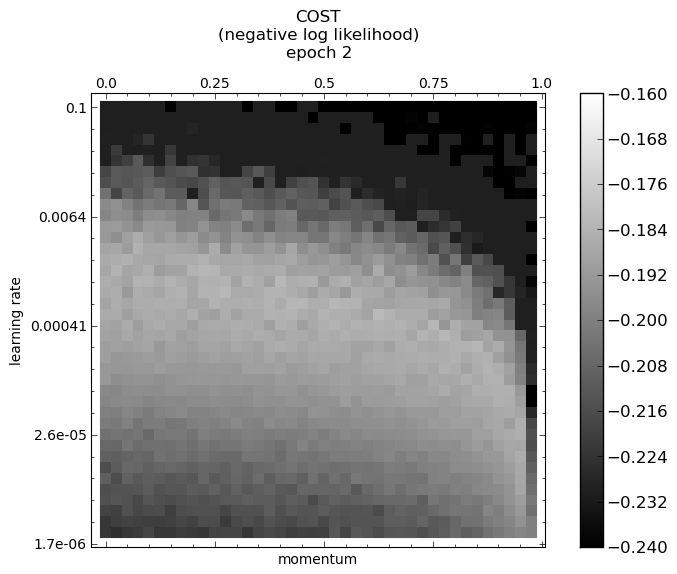 COST
(negative log likelihood)
epoch 2
0.0 0.25 0.5 0.75 1.0
0.1
0.0064
0.00041
2.6e-05
1.7e-06
learning rate
momentum
−0.160
−0.168
−0.176
−0.184
−0.192
−0.200
−0.208
−0.216
−0.224
−0.232
−0.240